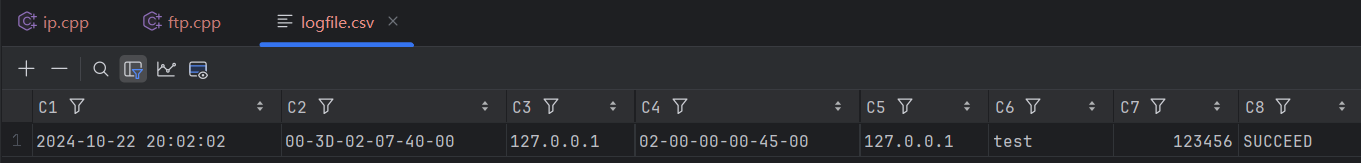 ip.cpp ftp.cpp logfile.csv
C1 C2 C3 C4 C5 C6 C7 C8
1 2024-10-22 20:02:02 00-3D-02-07-40-00 127.0.0.1 02-00-00-00-45-00 127.0.0.1 test 123456 SUCCEED